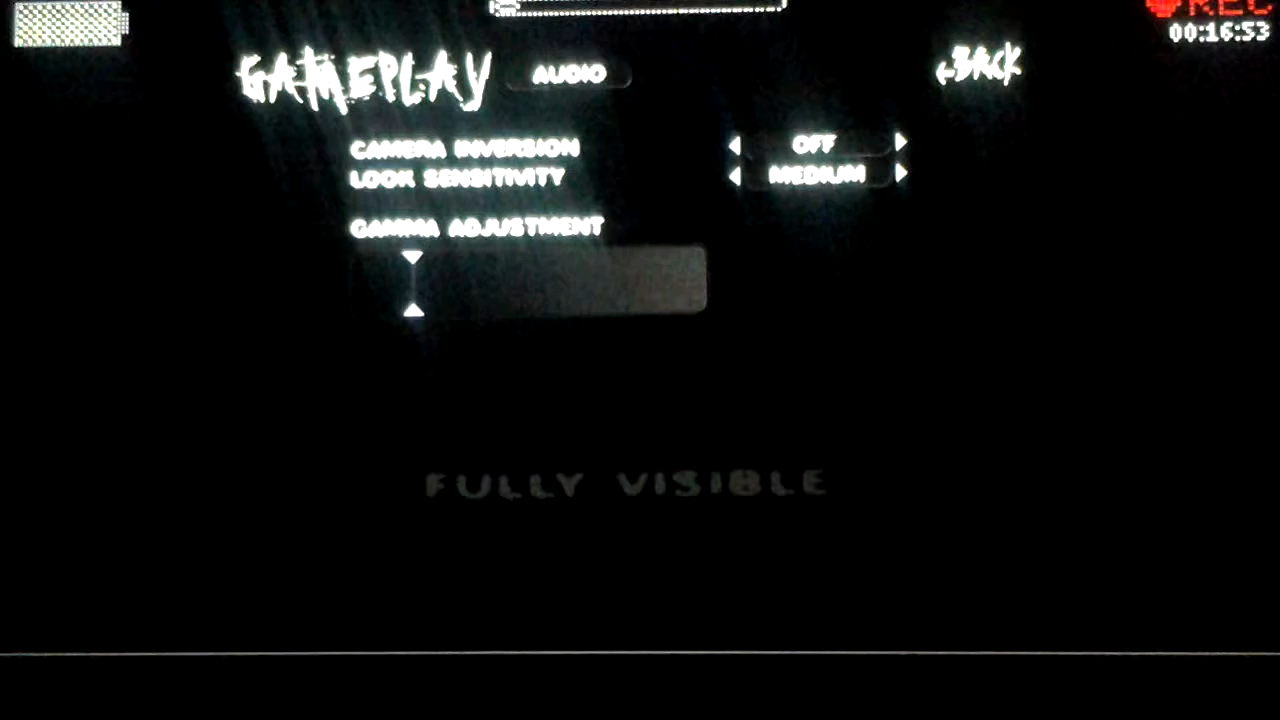 REC
00:16:53
GAMEPLAY AUDIO BACK
CAMERA INVERSION OFF
LOOK SENSITIVITY MEDIUM
GAMMA ADJUSTMENT
FULLY VISIBLE